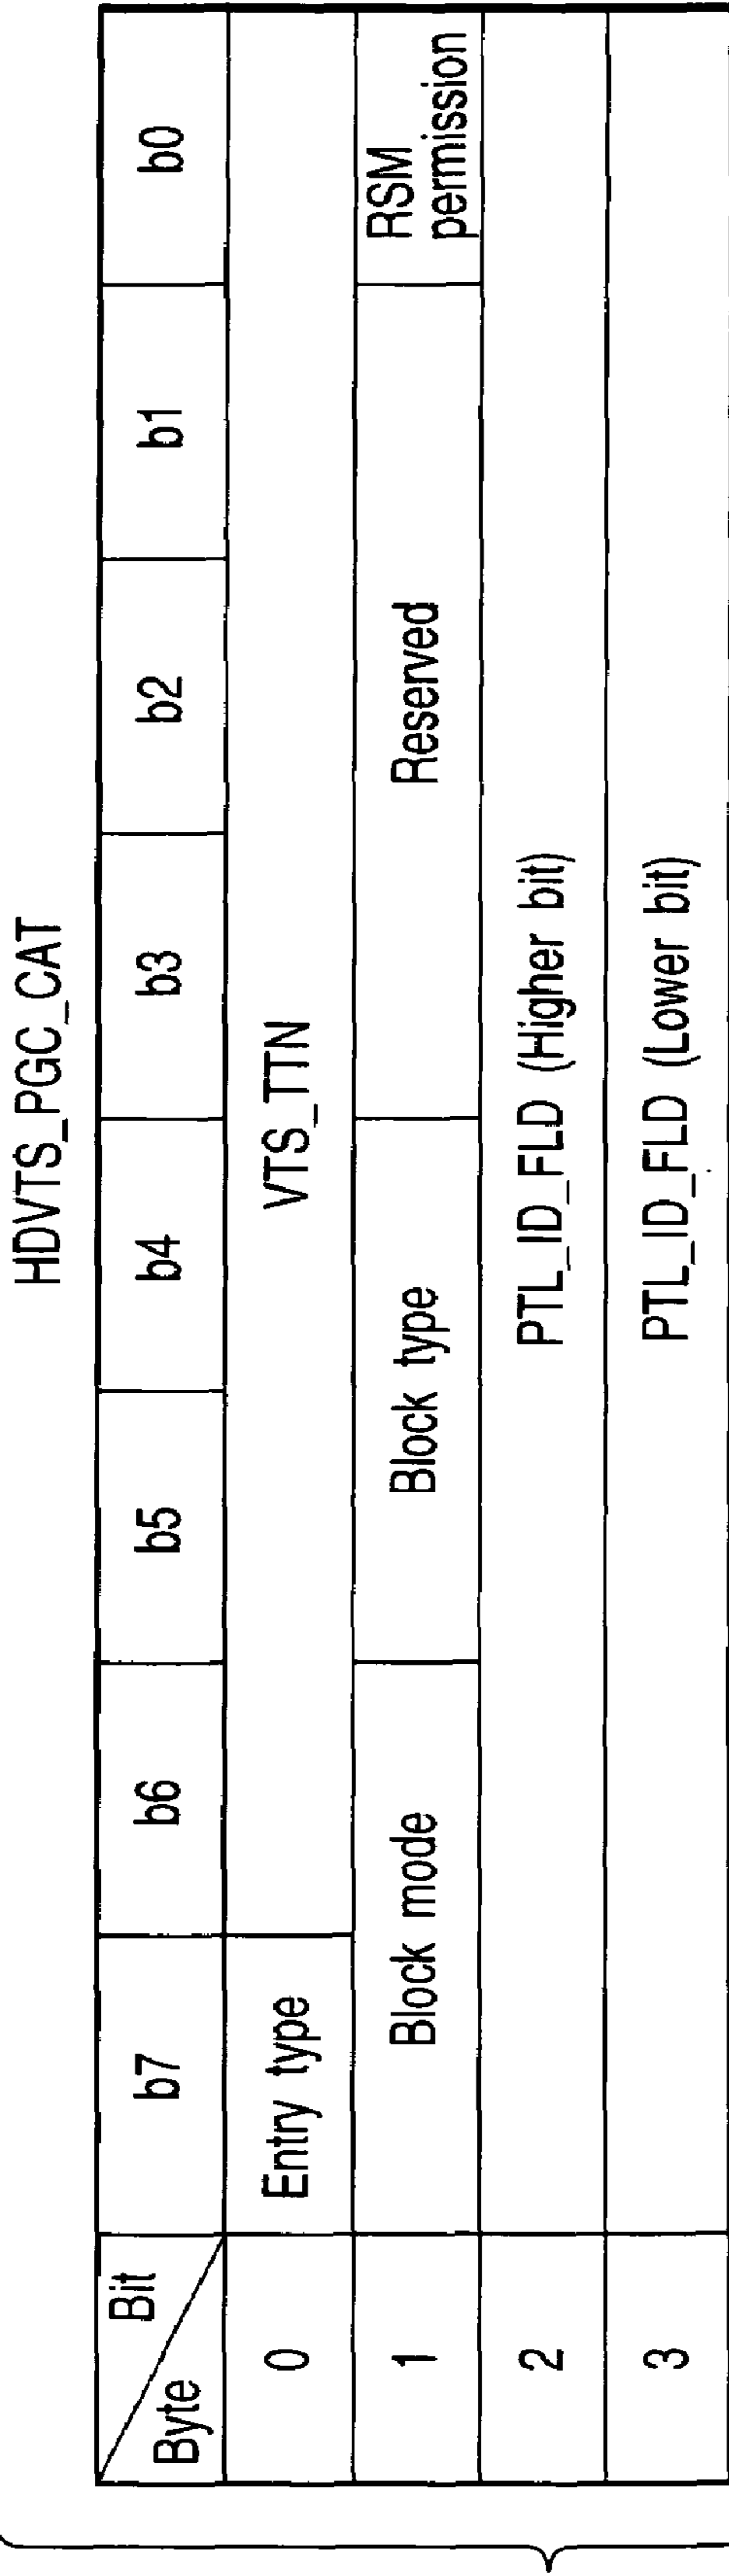 HDVTS_PGC_CAT
Bit
Byte
b7 b6 b5 b4 b3 b2 b1 b0
0 Entry type VTS_TTN
1 Block mode Block type Reserved RSM
permission
2 PTL_ID_FLD (Higher bit)
3 PTL_ID_FLD (Lower bit)